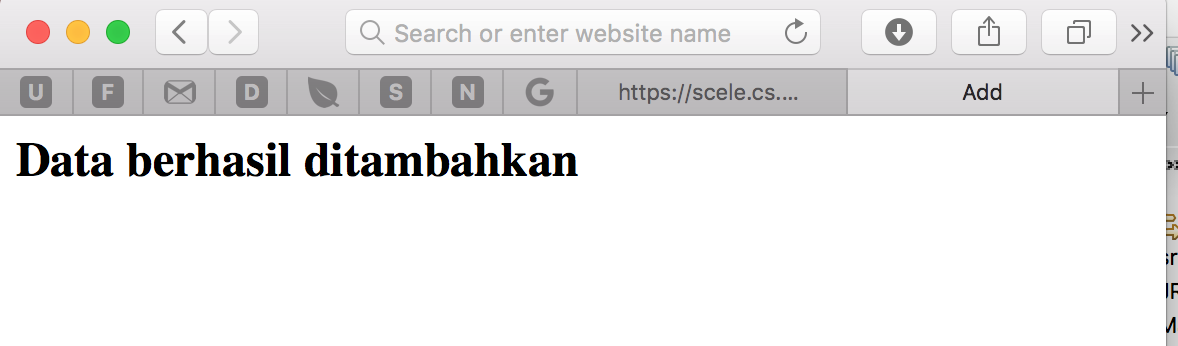 Search or enter website name
U F D S N G https://scele.cs.... Add
Data berhasil ditambahkan